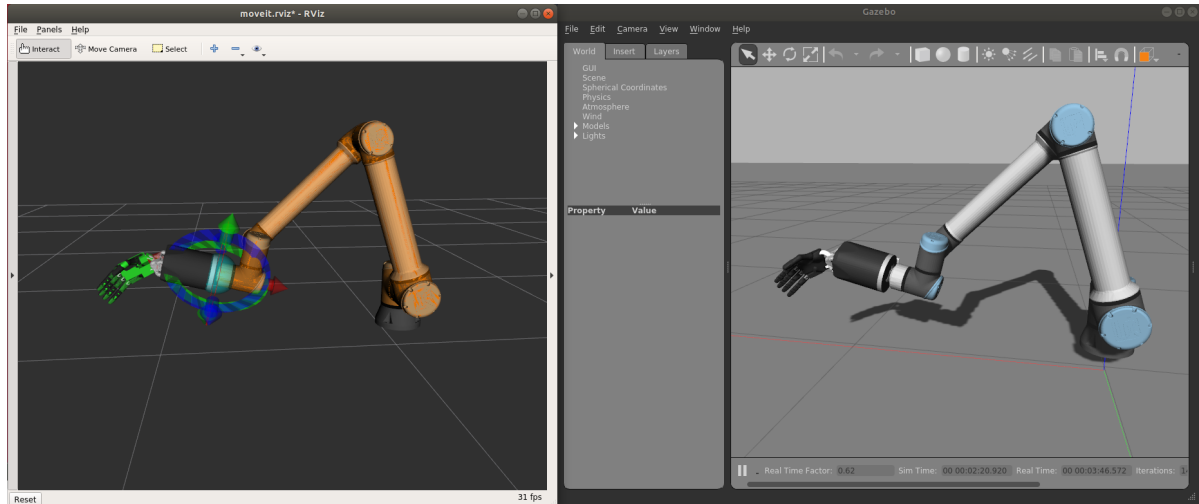 moveit.rviz* - RViz
File Panels Help
Interact Move Camera Select
Reset
31 fps
Gazebo
File Edit Camera View Window Help
World Insert Layers
GUI
Scene
Spherical Coordinates
Physics
Atmosphere
Wind
Models
Lights
Property Value
Real Time Factor: 0.62 Sim Time: 00 00:02:20.920 Real Time: 00 00:03:46.572 Iterations: